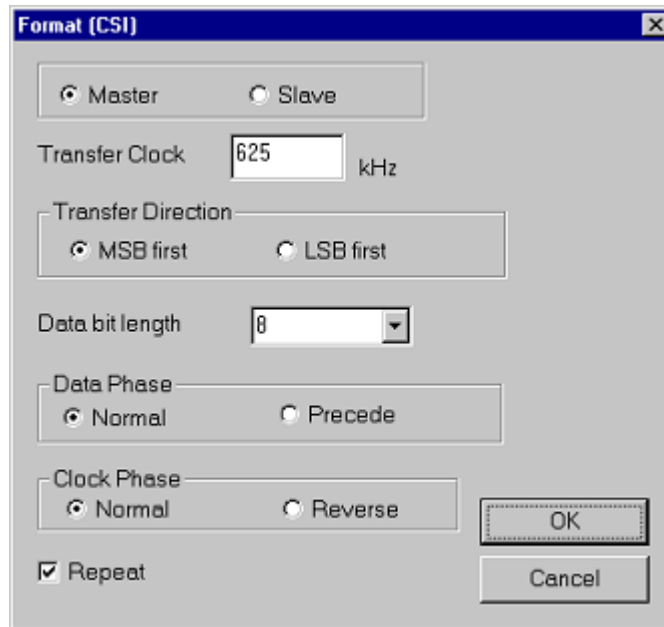 Format (CSI)
Master Slave
Transfer Clock 625 kHz
Transfer Direction
MSB first LSB first
Data bit length 8
Data Phase
Normal Precede
Clock Phase
Normal Reverse
OK
Repeat
Cancel